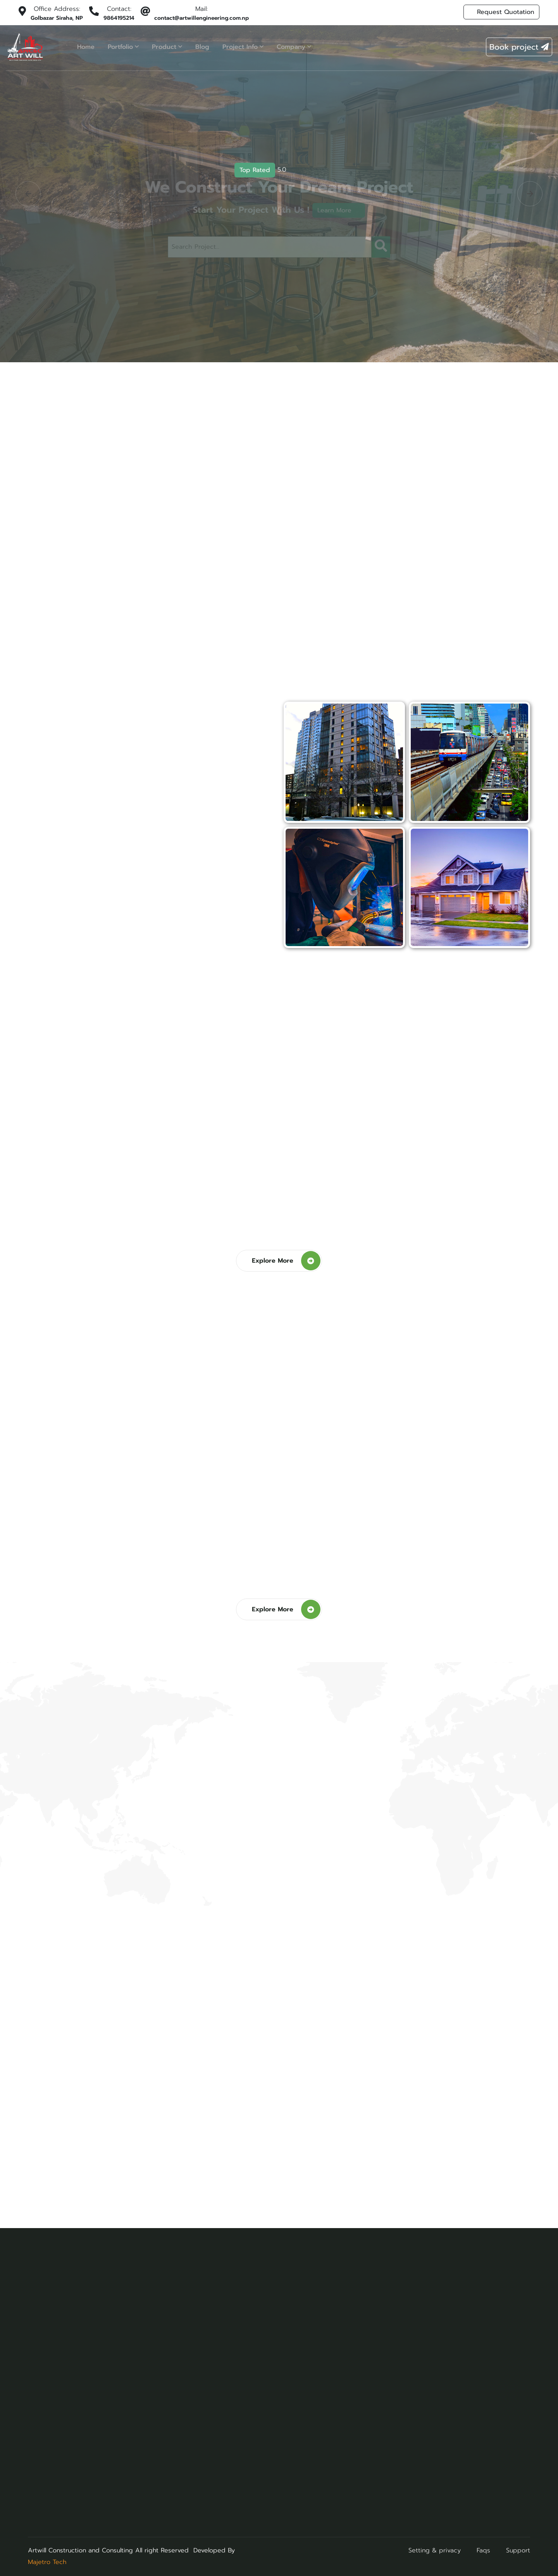 Office Address:
Golbazar Siraha, NP
Contact:
9864195214
Mail:
contact@artwillengineering.com.np
Request Quotation
ART WILL
Home
Portfolio
Product
Blog
Project Info
Company
Book project
Top Rated 5.0
We Construct Your Dream Project
Start Your Project With Us !
Learn More
Search Project...
Explore More
Explore More
Artwill Construction and Consulting All right Reserved Developed By
Majetro Tech
Setting & privacy
Faqs
Support